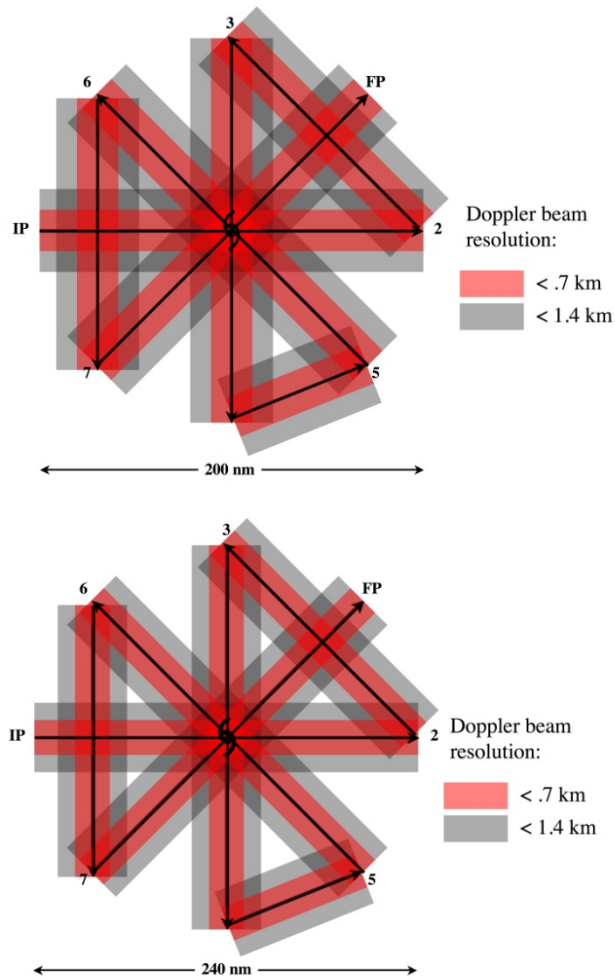 3
6
FP
IP
2
Doppler beam
resolution:
< .7 km
< 1.4 km
7
5
200 nm
3
6
FP
IP
2
Doppler beam
resolution:
< .7 km
< 1.4 km
7
5
240 nm